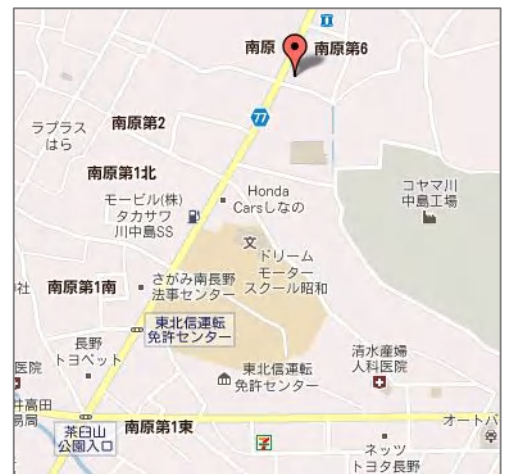 南原
南原第6
77
南原第2
ラプラス
はら
南原第1北
モービル(株)
タカサワ
川中島SS
Honda
Carsしなの
コヤマ川
中島工場
文
ドリーム
モーター
スクール昭和
南原第1南
さがみ南長野
法事センター
社
東北信運転
免許センター
長野
トヨペット
医院
東北信運転
免許センター
清水産婦
人科医院
井高田
易局
茶臼山
公園入口
南原第1東
7
オートバ
ネッツ
トヨタ長野